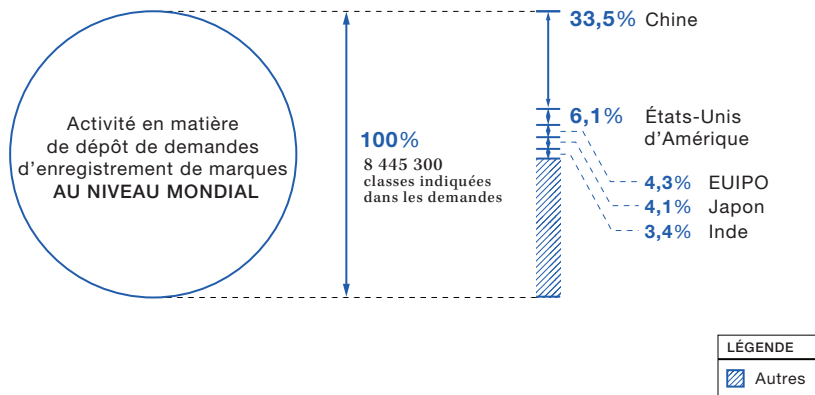 Activité en matière
de dépôt de demandes
d'enregistrement de marques
AU NIVEAU MONDIAL
100%
8 445 300
classes indiquées
dans les demandes
33,5% Chine
6,1% États-Unis
d'Amérique
4,3% EUIPO
4,1% Japon
3,4% Inde
LÉGENDE
Autres